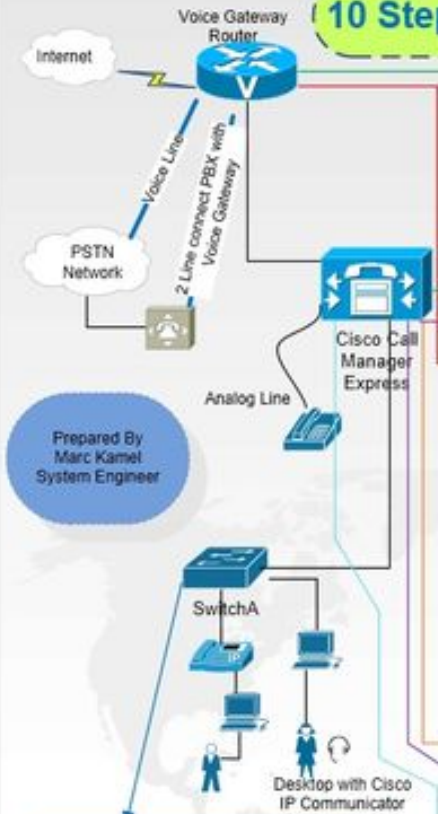 Voice Gateway
Router
10 Step
Internet
V
Voice Line
2 Line connect PBX with
Voice Gateway
PSTN
Network
Cisco Call
Manager
Express
Analog Line
Prepared By
Marc Kamel
System Engineer
SwitchA
Desktop with Cisco
IP Communicator